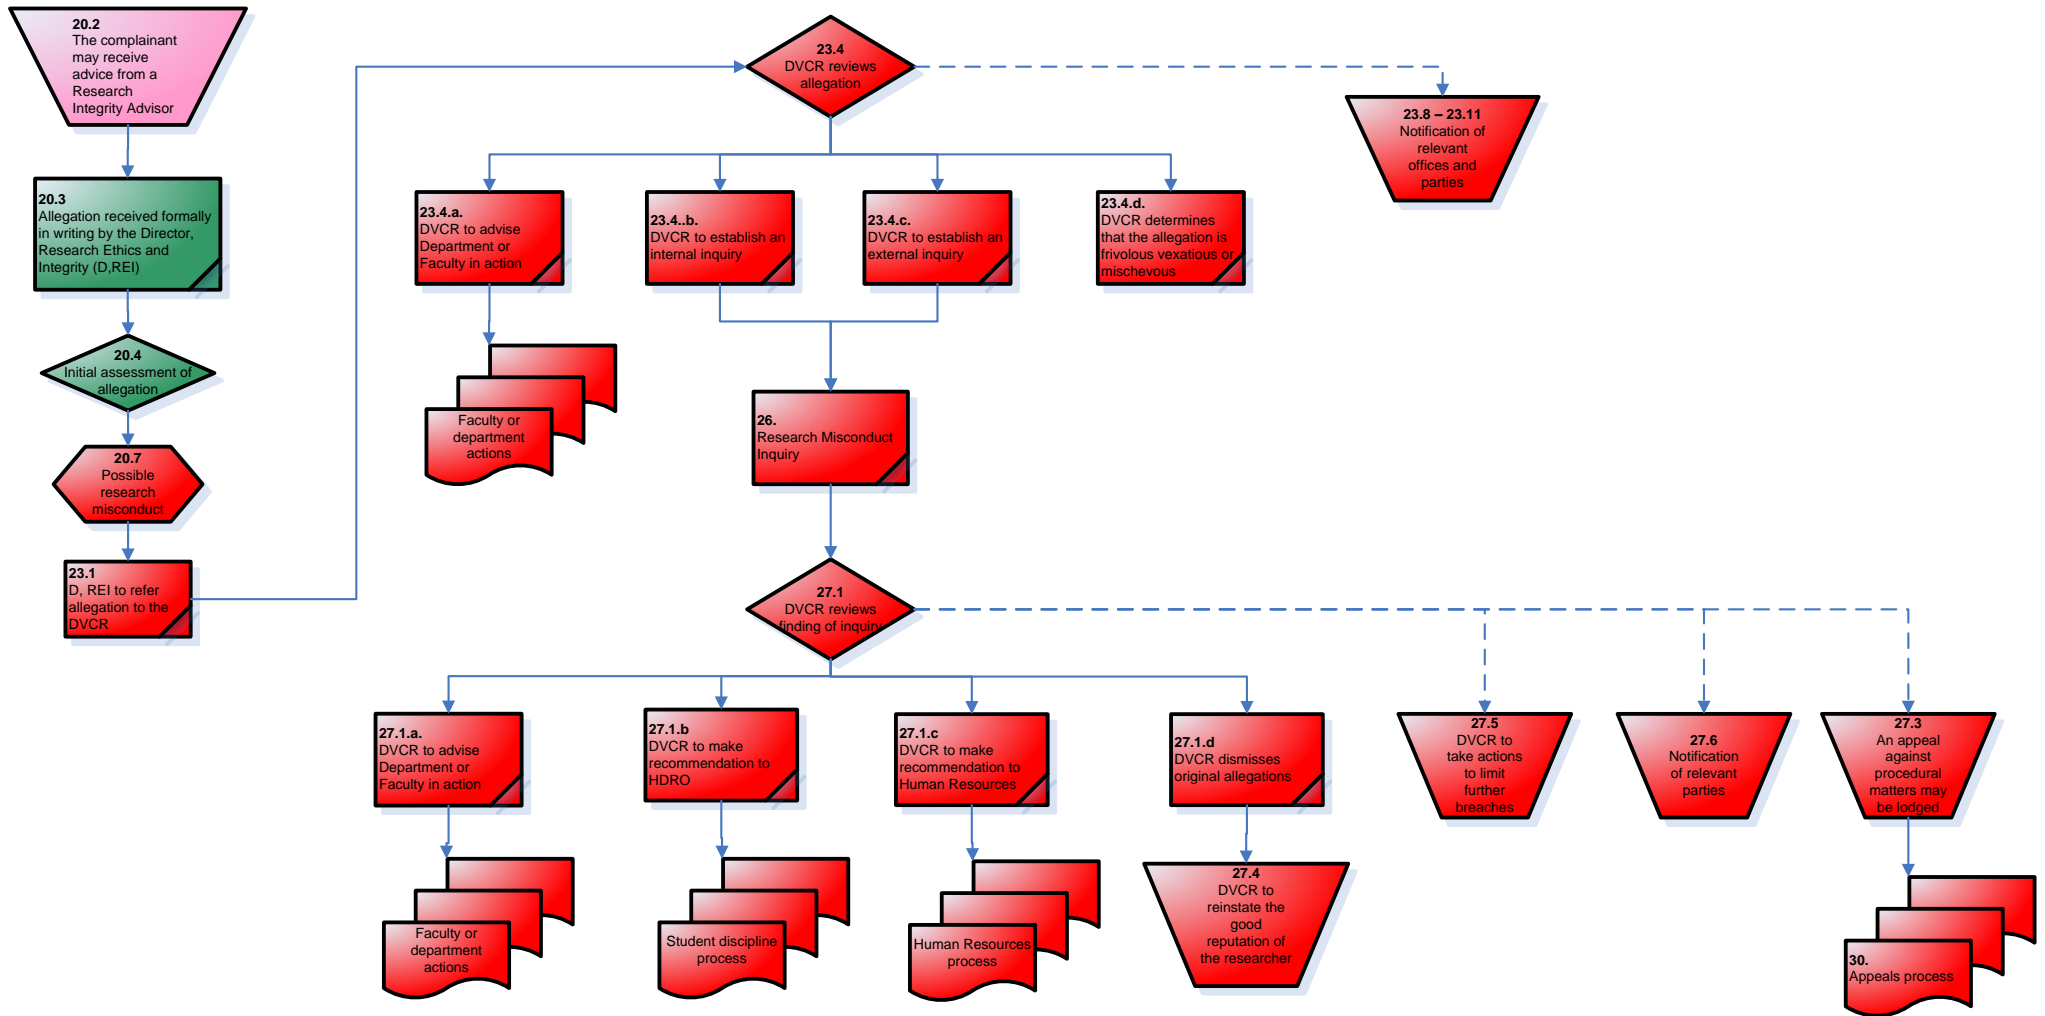 20.2
The complainant
may receive
advice from a
Research
Integrity Advisor
20.3
Allegation received formally
in writing by the Director,
Research Ethics and
Integrity (D,REI)
20.4
Initial assessment of
allegation
20.7
Possible
research
misconduct
23.1
D, REI to refer
allegation to the
DVCR
23.4
DVCR reviews
allegation
23.8 – 23.11
Notification of
relevant
offices and
parties
23.4.a.
DVCR to advise
Department or
Faculty in action
23.4..b.
DVCR to establish an
internal inquiry
23.4.c.
DVCR to establish an
external inquiry
23.4.d.
DVCR determines
that the allegation is
frivolous vexatious or
mischevous
Faculty or
department
actions
26.
Research Misconduct
Inquiry
27.1
DVCR reviews
finding of inquiry
27.1.a.
DVCR to advise
Department or
Faculty in action
27.1.b
DVCR to make
recommendation to
HDRO
27.1.c
DVCR to make
recommendation to
Human Resources
27.1.d
DVCR dismisses
original allegations
27.5
DVCR to
take actions
to limit
further
breaches
27.6
Notification
of relevant
parties
27.3
An appeal
against
procedural
matters may
be lodged
Faculty or
department
actions
Student discipline
process
Human Resources
process
27.4
DVCR to
reinstate the
good
reputation of
the researcher
30.
Appeals process